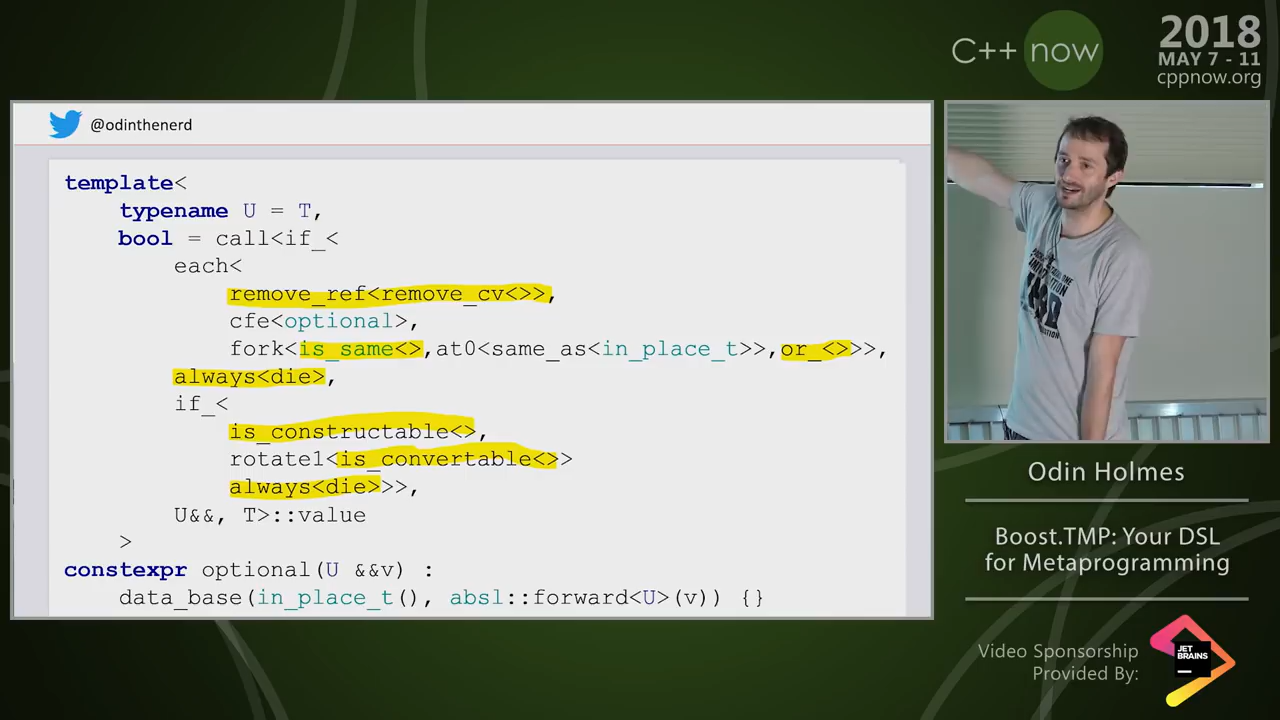 C++ now
2018
MAY 7 - 11
cppnow.org
@odinthenerd
template<
typename U = T,
bool = call<if_<
each<
remove_ref<remove_cv<>>,
cfe<optional>,
fork<is_same<>,at0<same_as<in_place_t>>,or_<>>>,
always<die>,
if_<
is_constructable<>,
rotate1<is_convertable<>>
always<die>>>,
U&&, T>::value
>
constexpr optional(U &&v) :
data_base(in_place_t(), absl::forward<U>(v)) {}
Odin Holmes
Boost.TMP: Your DSL
for Metaprogramming
Video Sponsorship
Provided By:
JET
BRAINS